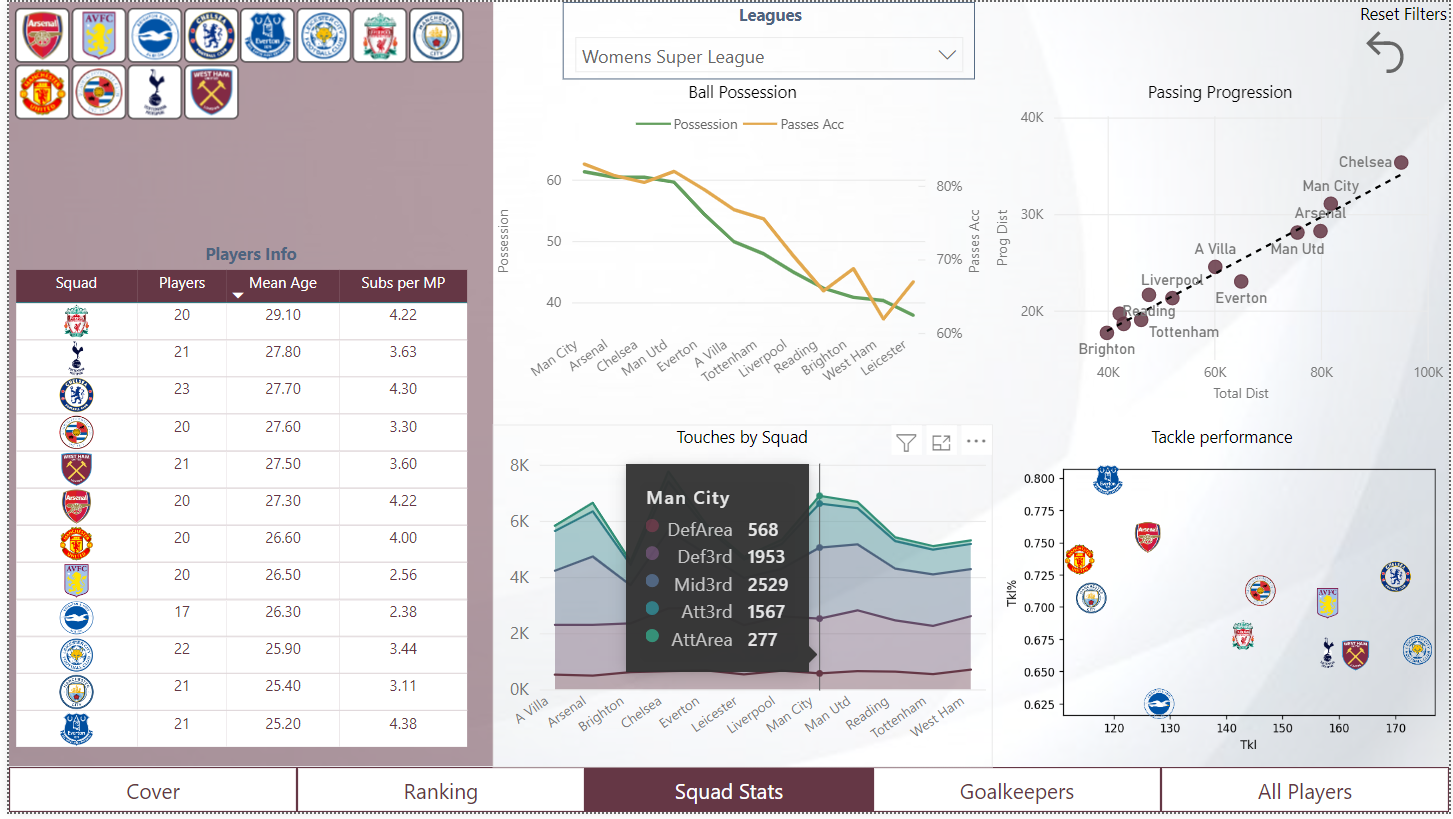 Leagues
Womens Super League
Reset Filters
Players Info
Squad Players Mean Age Subs per MP
20 29.10 4.22
21 27.80 3.63
23 27.70 4.30
20 27.60 3.30
21 27.50 3.60
20 27.30 4.22
20 26.60 4.00
20 26.50 2.56
17 26.30 2.38
22 25.90 3.44
21 25.40 3.11
21 25.20 4.38
Ball Possession
Possession Passes Acc
60
50
40
80%
70%
60%
Possession
Passes Acc
Man City
Arsenal
Chelsea
Man Utd
Everton
A Villa
Tottenham
Liverpool
Reading
Brighton
West Ham
Leicester
Passing Progression
40K
30K
20K
Prog Dist
Chelsea
Man City
Arsenal
Man Utd
A Villa
Everton
Liverpool
Reading
Tottenham
Brighton
40K 60K 80K 100K
Total Dist
Touches by Squad
8K
6K
4K
2K
0K
Man City
DefArea 568
Def3rd 1953
Mid3rd 2529
Att3rd 1567
AttArea 277
A Villa
Arsenal
Brighton
Chelsea
Everton
Leicester
Liverpool
Man City
Man Utd
Reading
Tottenham
West Ham
Tackle performance
0.800
0.775
0.750
0.725
0.700
0.675
0.650
0.625
Tkl%
120 130 140 150 160 170
Tkl
Cover Ranking Squad Stats Goalkeepers All Players